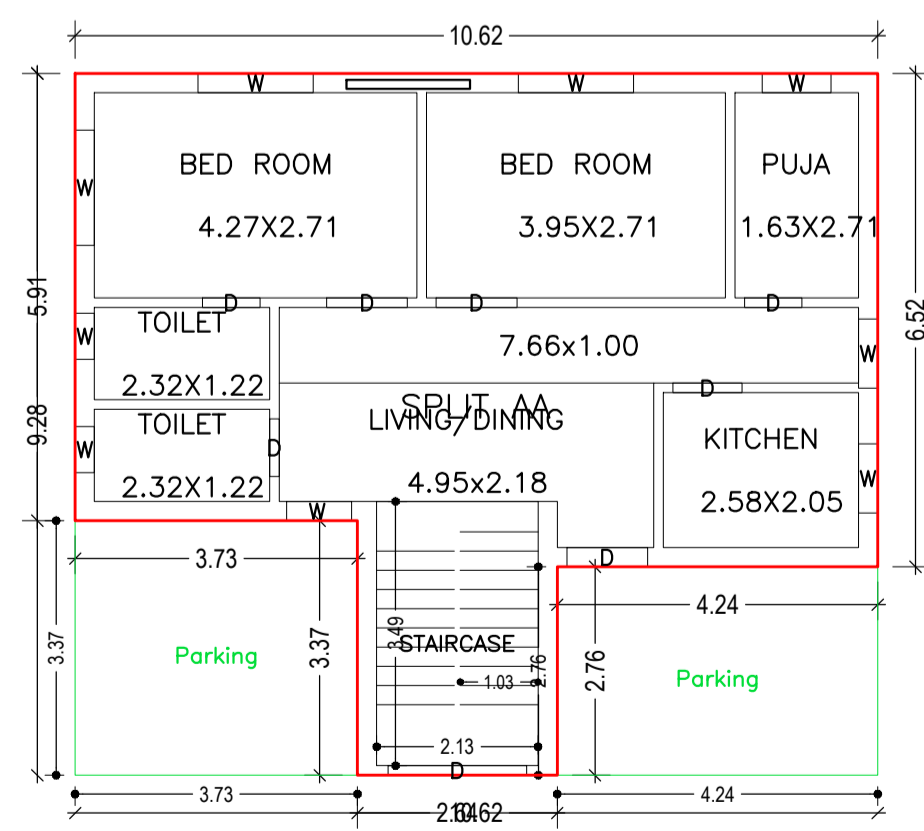 10.62
W
W
W
BED ROOM
BED ROOM
PUJA
W
4.27X2.71
3.95X2.71
1.63X2.71
5.91
6.52
D
D
D
D
TOILET
W
7.66x1.00
W
2.32X1.22
D
SPLIT AA
LIVING/DINING
9.28
TOILET
KITCHEN
W
D
4.95x2.18
W
2.32X1.22
2.58X2.05
W
D
3.73
4.24
3.37
3.37
3.49
STAIRCASE
2.76
2.76
Parking
Parking
1.03
2.13
D
3.73
4.24